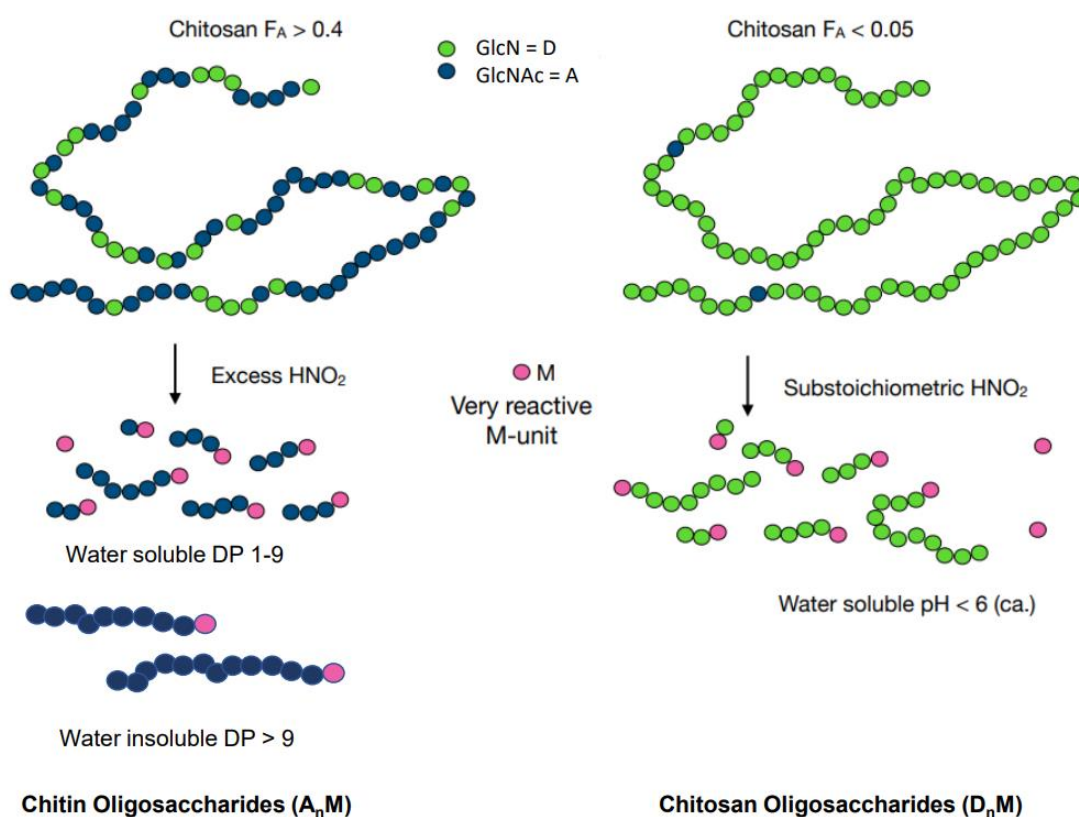 Chitosan FA > 0.4
Chitosan FA < 0.05
GlcN = D
GlcNAc = A
Excess HNO2
M
Very reactive
M-unit
Substoichiometric HNO2
Water soluble DP 1-9
Water soluble pH < 6 (ca.)
Water insoluble DP > 9
Chitin Oligosaccharides (AnM)
Chitosan Oligosaccharides (DnM)